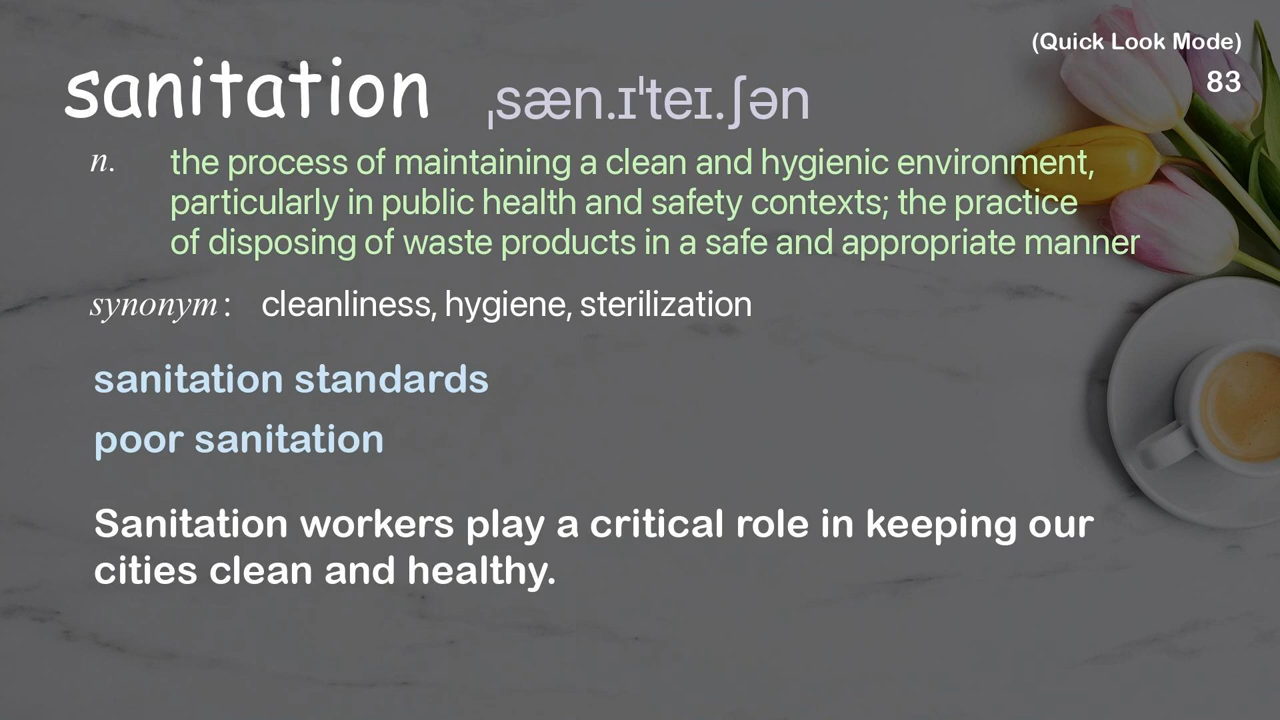 (Quick Look Mode)
83
sanitation ˌsæn.ɪˈteɪ.ʃən
n. the process of maintaining a clean and hygienic environment,
particularly in public health and safety contexts; the practice
of disposing of waste products in a safe and appropriate manner
synonym: cleanliness, hygiene, sterilization
sanitation standards
poor sanitation
Sanitation workers play a critical role in keeping our
cities clean and healthy.